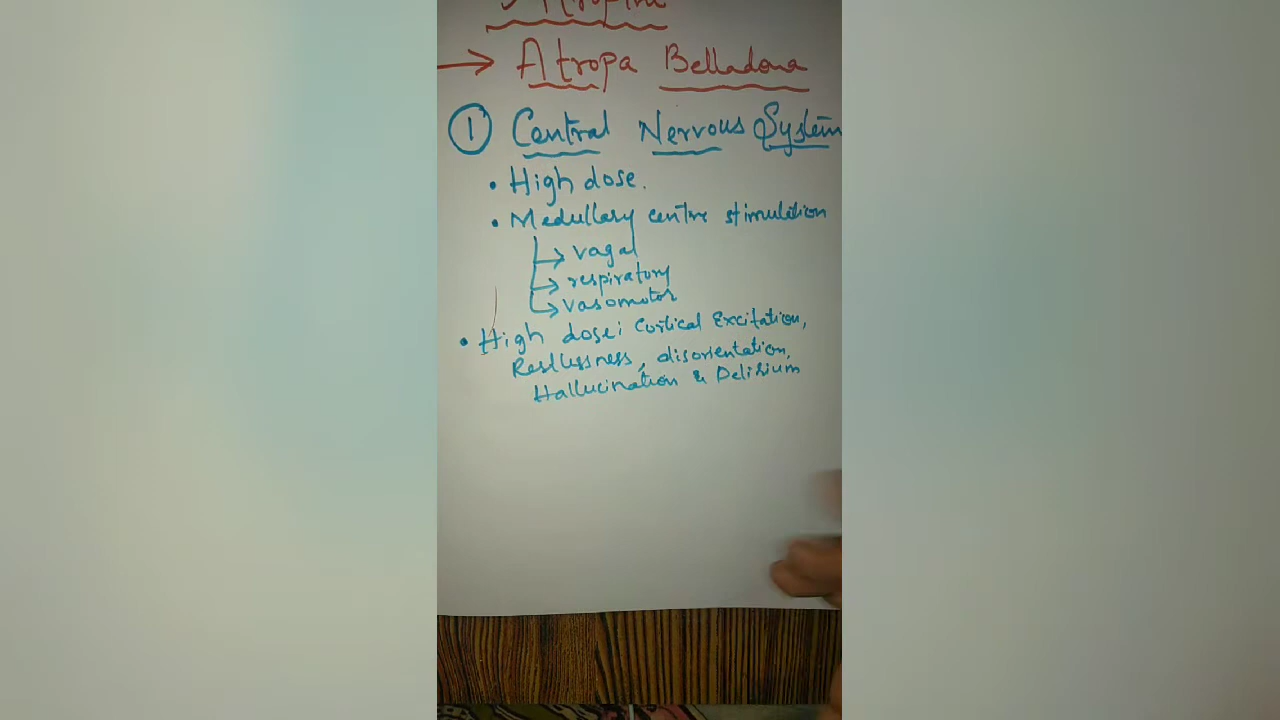 Atropa Belladona
① Central Nervous System
• High dose.
• Medullary centre stimulation
→ vagal
→ respiratory
→ vasomotor
• High dose: Cortical Excitation,
Restlessness, disorientation,
Hallucination & Delirium